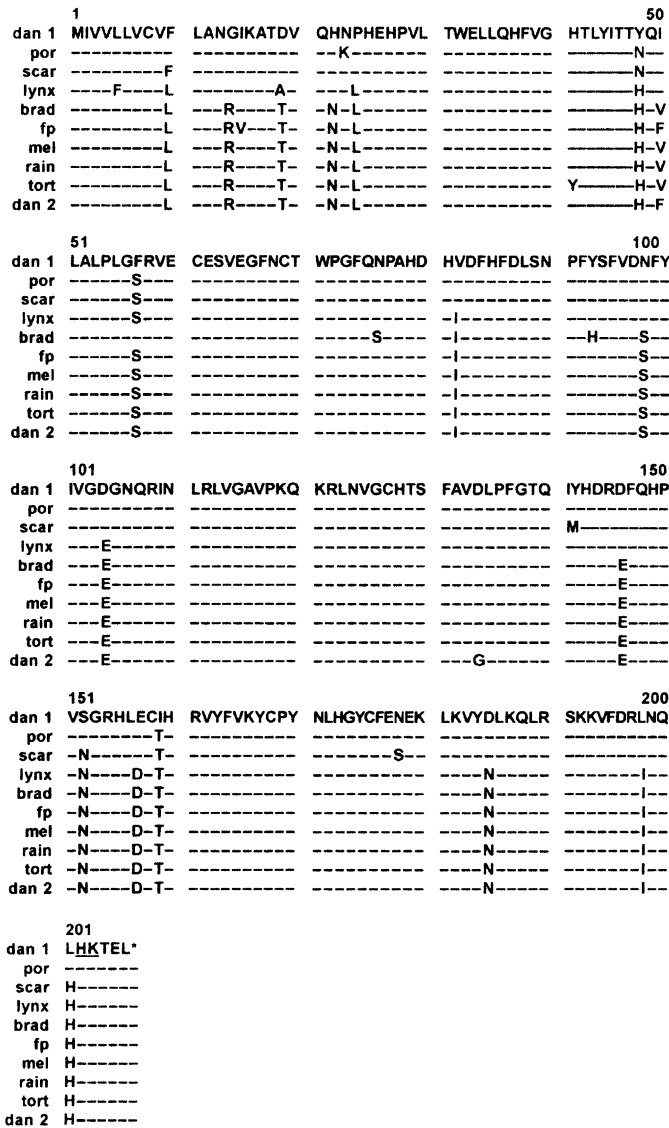 1 50
dan 1 MIVVLLVCVF LANGIKATDV QHNPHEHPVL TWELLQHFVG HTLYITTYQI
por ---------- ---------- --K------- ---------- -------N--
scar --------F- ---------- ---------- ---------- -------N--
lynx ----F---L- --------A- ---L------ ---------- -------H--
brad --------L- ---R----T- -N-L------ ---------- -------H-V
fp --------L- ---RV---T- -N-L------ ---------- -------H-F
mel --------L- ---R----T- -N-L------ ---------- -------H-V
rain --------L- ---R----T- -N-L------ ---------- -------H-V
tort --------L- ---R----T- -N-L------ ---------- Y------H-V
dan 2 --------L- ---R----T- -N-L------ ---------- -------H-F
51 100
dan 1 LALPLGFRVE CESVEGFNCT WPGFQNPAHD HVDFHFDLSN PFYSFVDNFY
por ------S--- ---------- ---------- ---------- ----------
scar ------S--- ---------- ---------- ---------- ----------
lynx ------S--- ---------- ---------- -I-------- ----------
brad ---------- ---------- -----S---- -I-------- --H----S--
fp ------S--- ---------- ---------- -I-------- -------S--
mel ------S--- ---------- ---------- -I-------- -------S--
rain ------S--- ---------- ---------- -I-------- -------S--
tort ------S--- ---------- ---------- -I-------- -------S--
dan 2 ------S--- ---------- ---------- -I-------- -------S--
101 150
dan 1 IVGDGNQRIN LRLRVGAVPKQ KRLNVGCHTS FAVDLPFGTQ IYHDRDFQHP
por ---------- ---------- ---------- ---------- ----------
scar ---------- ---------- ---------- ---------- M---------
lynx ---E------ ---------- ---------- ---------- ----------
brad ---E------ ---------- ---------- ---------- -----E----
fp ---E------ ---------- ---------- ---------- -----E----
mel ---E------ ---------- ---------- ---------- -----E----
rain ---E------ ---------- ---------- ---------- -----E----
tort ---E------ ---------- ---------- ---------- -----E----
dan 2 ---------- ---------- ---------- ---G------ -----E----
151 200
dan 1 VSGRHLECIH RVYFVKYCPY NLHGYCFENEK LKVYDLKQLR SKKVFDRLNQ
por --------T- ---------- ---------- ---------- ----------
scar -N------T- ---------- -------S-- ---------- ----------
lynx -N----D-T- ---------- ---------- ----N----- -------I--
brad -N----D-T- ---------- ---------- ----N----- -------I--
fp -N----D-T- ---------- ---------- ----N----- -------I--
mel -N----D-T- ---------- ---------- ----N----- -------I--
rain -N----D-T- ---------- ---------- ----N----- -------I--
tort -N----D-T- ---------- ---------- ----N----- -------I--
dan 2 -N----D-T- ---------- ---------- ----N----- -------I--
201
dan 1 LHKTEL*
por -------
scar H------
lynx H------
brad H------
fp H------
mel H------
rain H------
tort H------
dan 2 H------